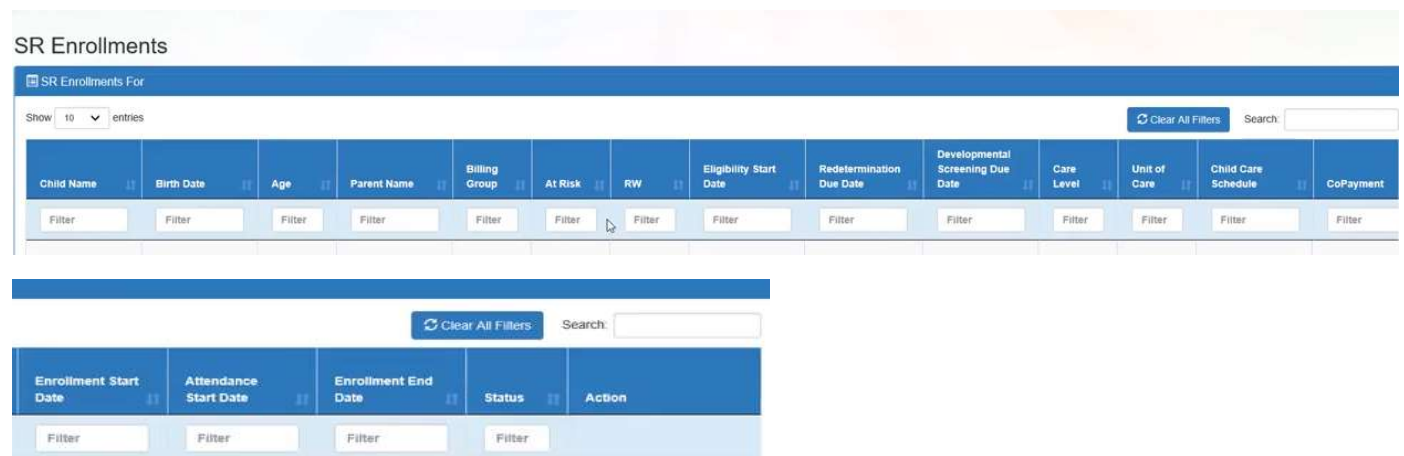 SR Enrollments
SR Enrollments For
Show 10 entries
Clear All Filters Search:
Child Name Birth Date Age Parent Name Billing Group At Risk RW Eligibility Start Date Redetermination Due Date Developmental Screening Due Date Care Level Unit of Care Child Care Schedule CoPayment
Filter Filter Filter Filter Filter Filter Filter Filter Filter Filter Filter Filter Filter Filter
Clear All Filters Search:
Enrollment Start Date Attendance Start Date Enrollment End Date Status Action
Filter Filter Filter Filter